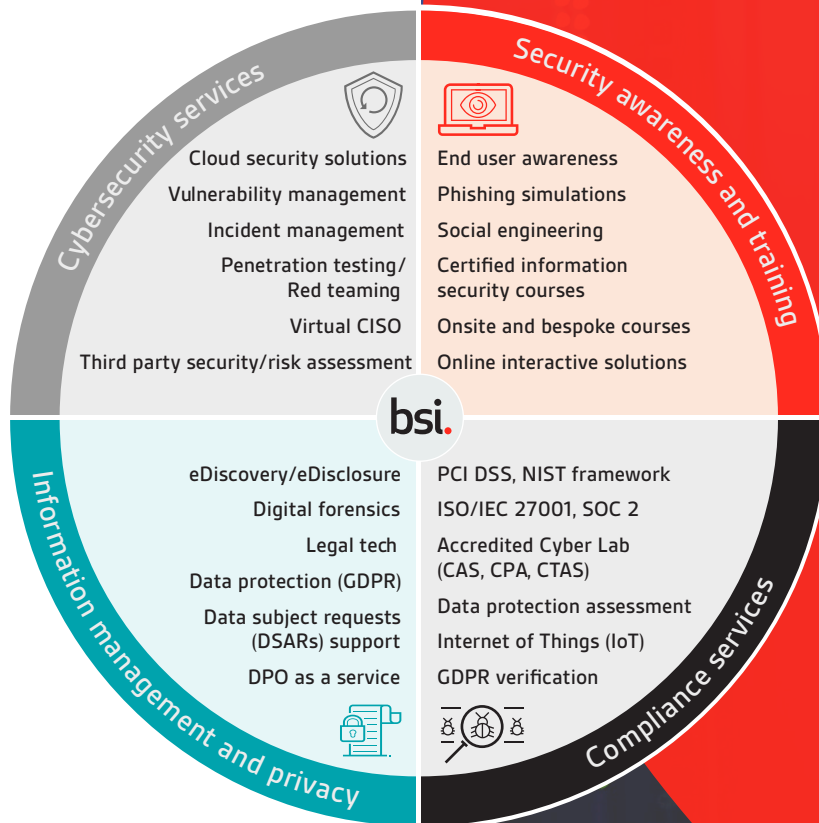 Cybersecurity services
Cloud security solutions
Vulnerability management
Incident management
Penetration testing/
Red teaming
Virtual CISO
Third party security/risk assessment
Security awareness and training
End user awareness
Phishing simulations
Social engineering
Certified information
security courses
Onsite and bespoke courses
Online interactive solutions
bsi.
Information management and privacy
eDiscovery/eDisclosure
Digital forensics
Legal tech
Data protection (GDPR)
Data subject requests
(DSARs) support
DPO as a service
Compliance services
PCI DSS, NIST framework
ISO/IEC 27001, SOC 2
Accredited Cyber Lab
(CAS, CPA, CTAS)
Data protection assessment
Internet of Things (IoT)
GDPR verification